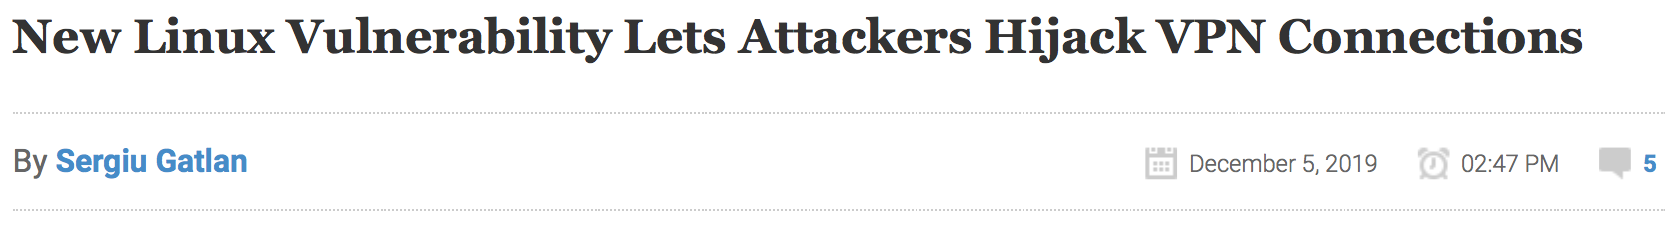 New Linux Vulnerability Lets Attackers Hijack VPN Connections
By Sergiu Gatlan December 5, 2019 02:47 PM 5